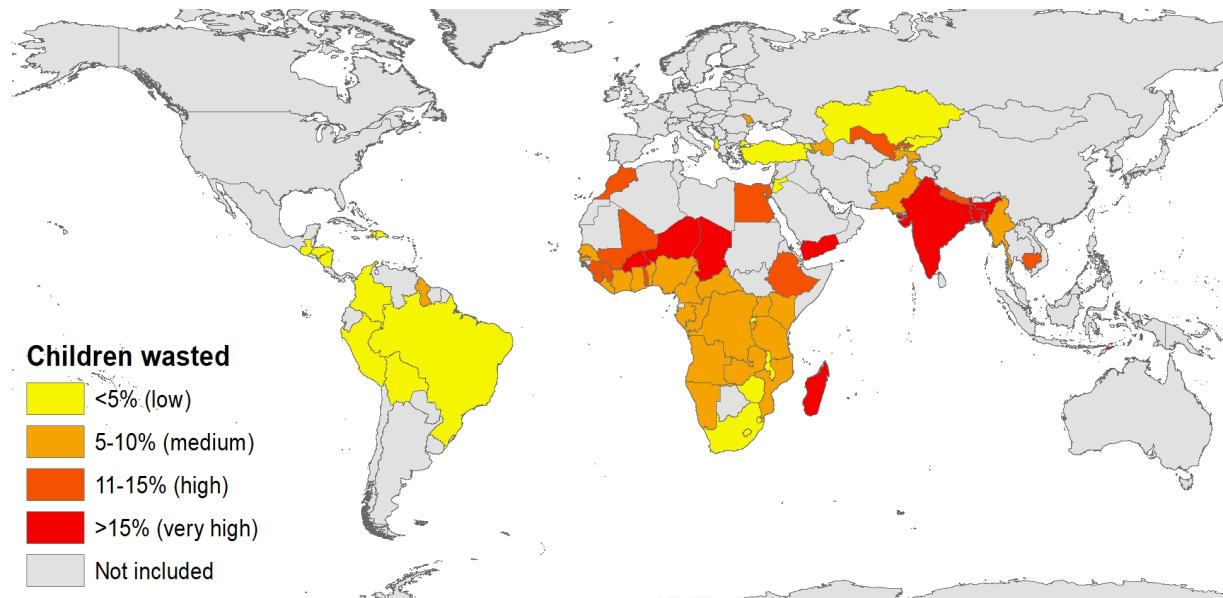 Children wasted
<5% (low)
5-10% (medium)
11-15% (high)
>15% (very high)
Not included